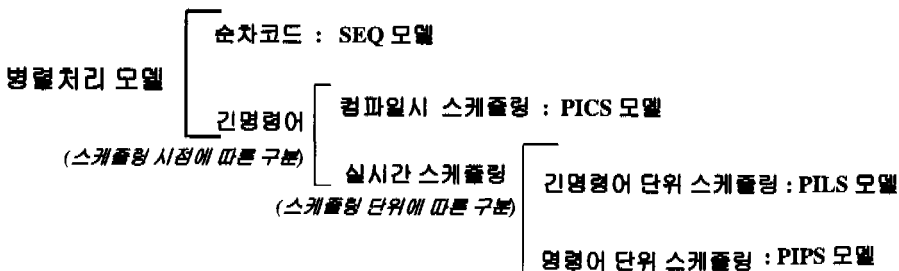 순차코드 : SEQ 모델
병렬처리 모델
긴명령어
컴파일시 스케쥴링 : PICS 모델
(스케쥴링 시점에 따른 구분)
실시간 스케쥴링
(스케쥴링 단위에 따른 구분)
긴명령어 단위 스케쥴링 : PILS 모델
명령어 단위 스케쥴링 : PIPS 모델